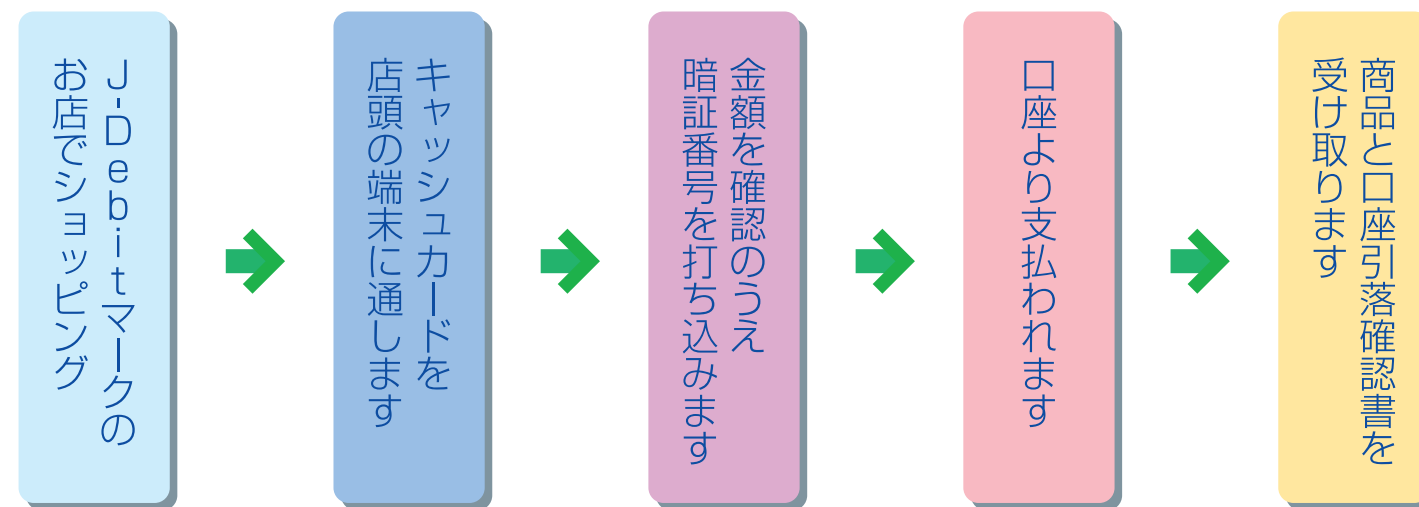 J-Debitマークの
お店でショッピング
キャッシュカードを
店頭の端末に通します
金額を確認のうえ
暗証番号を打ち込みます
口座より支払われます
商品と口座引落確認書を
受け取ります